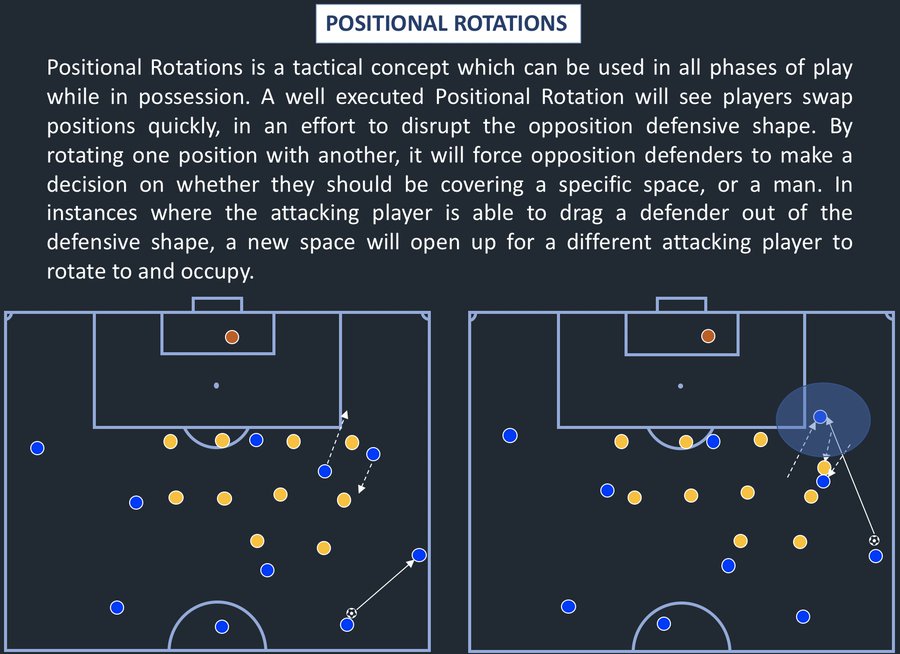 POSITIONAL ROTATIONS
Positional Rotations is a tactical concept which can be used in all phases of play
while in possession. A well executed Positional Rotation will see players swap
positions quickly, in an effort to disrupt the opposition defensive shape. By
rotating one position with another, it will force opposition defenders to make a
decision on whether they should be covering a specific space, or a man. In
instances where the attacking player is able to drag a defender out of the
defensive shape, a new space will open up for a different attacking player to
rotate to and occupy.